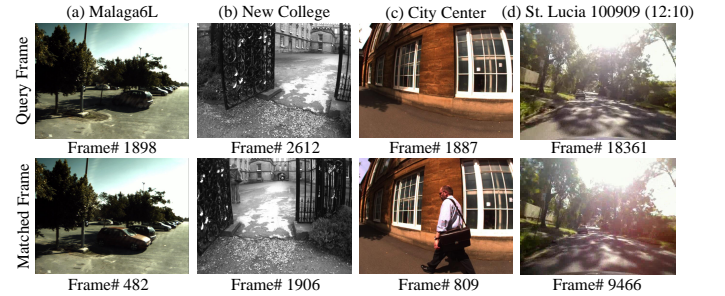 (a) Malaga6L (b) New College (c) City Center (d) St. Lucia 100909 (12:10)
Query Frame
Frame# 1898 Frame# 2612 Frame# 1887 Frame# 18361
Matched Frame
Frame# 482 Frame# 1906 Frame# 809 Frame# 9466